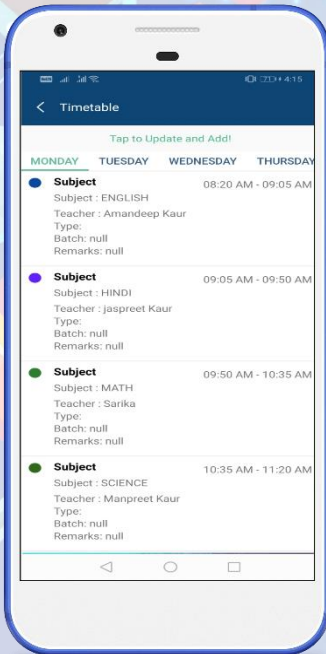 4:15
Timetable
Tap to Update and Add!
MONDAY TUESDAY WEDNESDAY THURSDAY
Subject 08:20 AM - 09:05 AM
Subject : ENGLISH
Teacher : Amandeep Kaur
Type:
Batch: null
Remarks: null
Subject 09:05 AM - 09:50 AM
Subject : HINDI
Teacher : jaspreet Kaur
Type:
Batch: null
Remarks: null
Subject 09:50 AM - 10:35 AM
Subject : MATH
Teacher : Sarika
Type:
Batch: null
Remarks: null
Subject 10:35 AM - 11:20 AM
Subject : SCIENCE
Teacher : Manpreet Kaur
Type:
Batch: null
Remarks: null